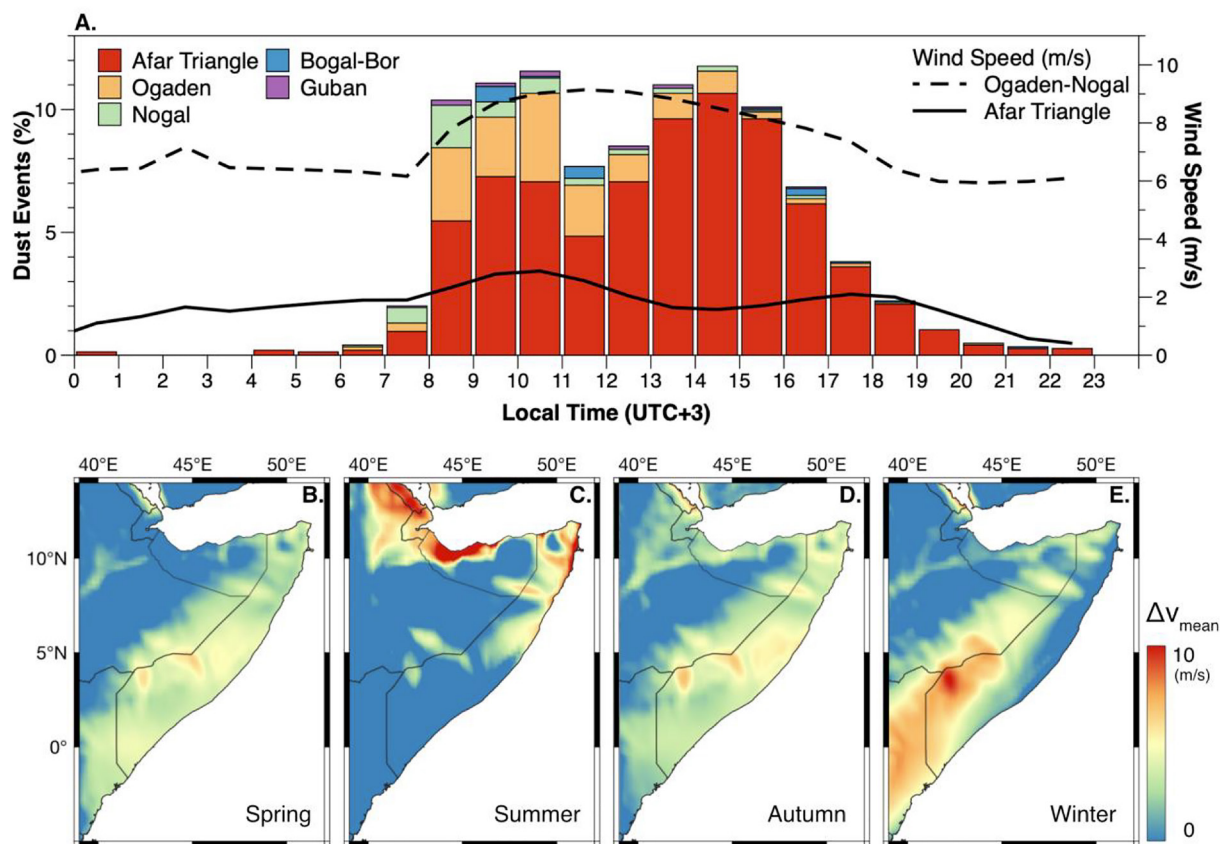 A.
Afar Triangle
Bogal-Bor
Ogaden
Guban
Nogal
Wind Speed (m/s)
Ogaden-Nogal
Afar Triangle
Dust Events (%)
10
5
0
10
8
6
4
2
0
Wind Speed (m/s)
0 1 2 3 4 5 6 7 8 9 10 11 12 13 14 15 16 17 18 19 20 21 22 23
Local Time (UTC+3)
40°E 45°E 50°E 40°E 45°E 50°E 40°E 45°E 50°E 40°E 45°E 50°E
B. C. D. E.
10°N
5°N
0°
Spring Summer Autumn Winter
Δvmean
10
(m/s)
0